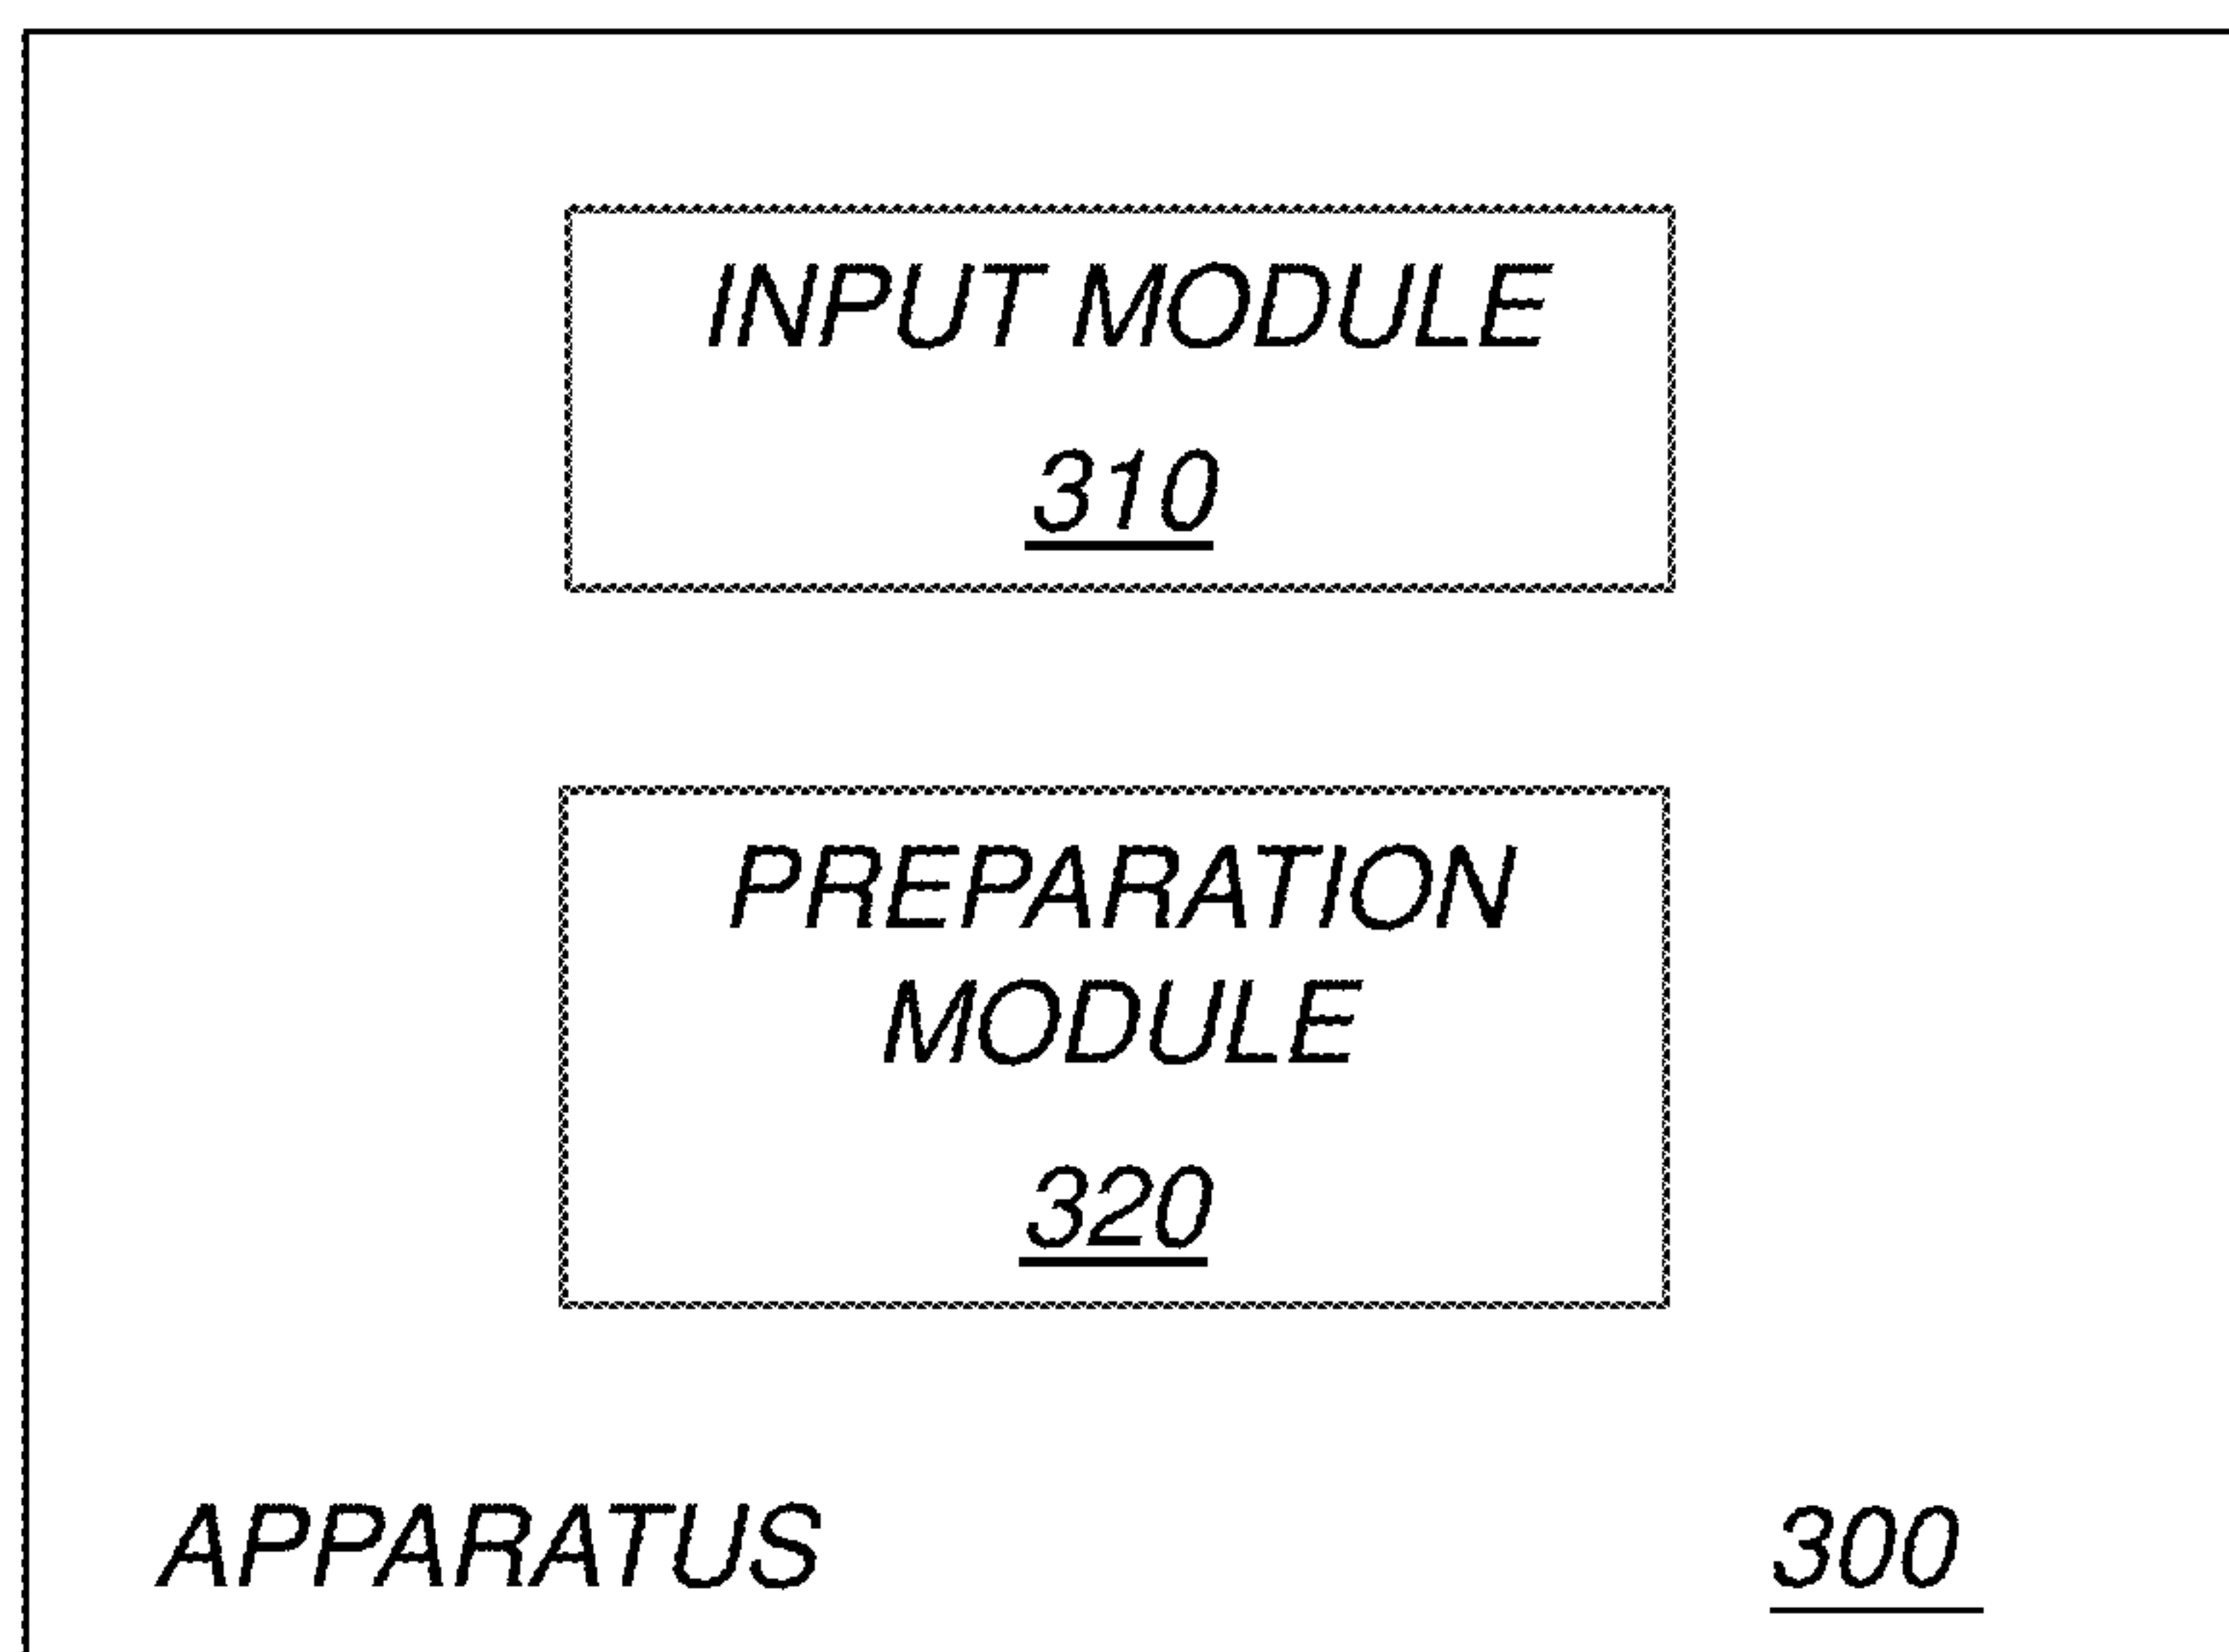 INPUT MODULE
310
PREPARATION
MODULE
320
APPARATUS 300